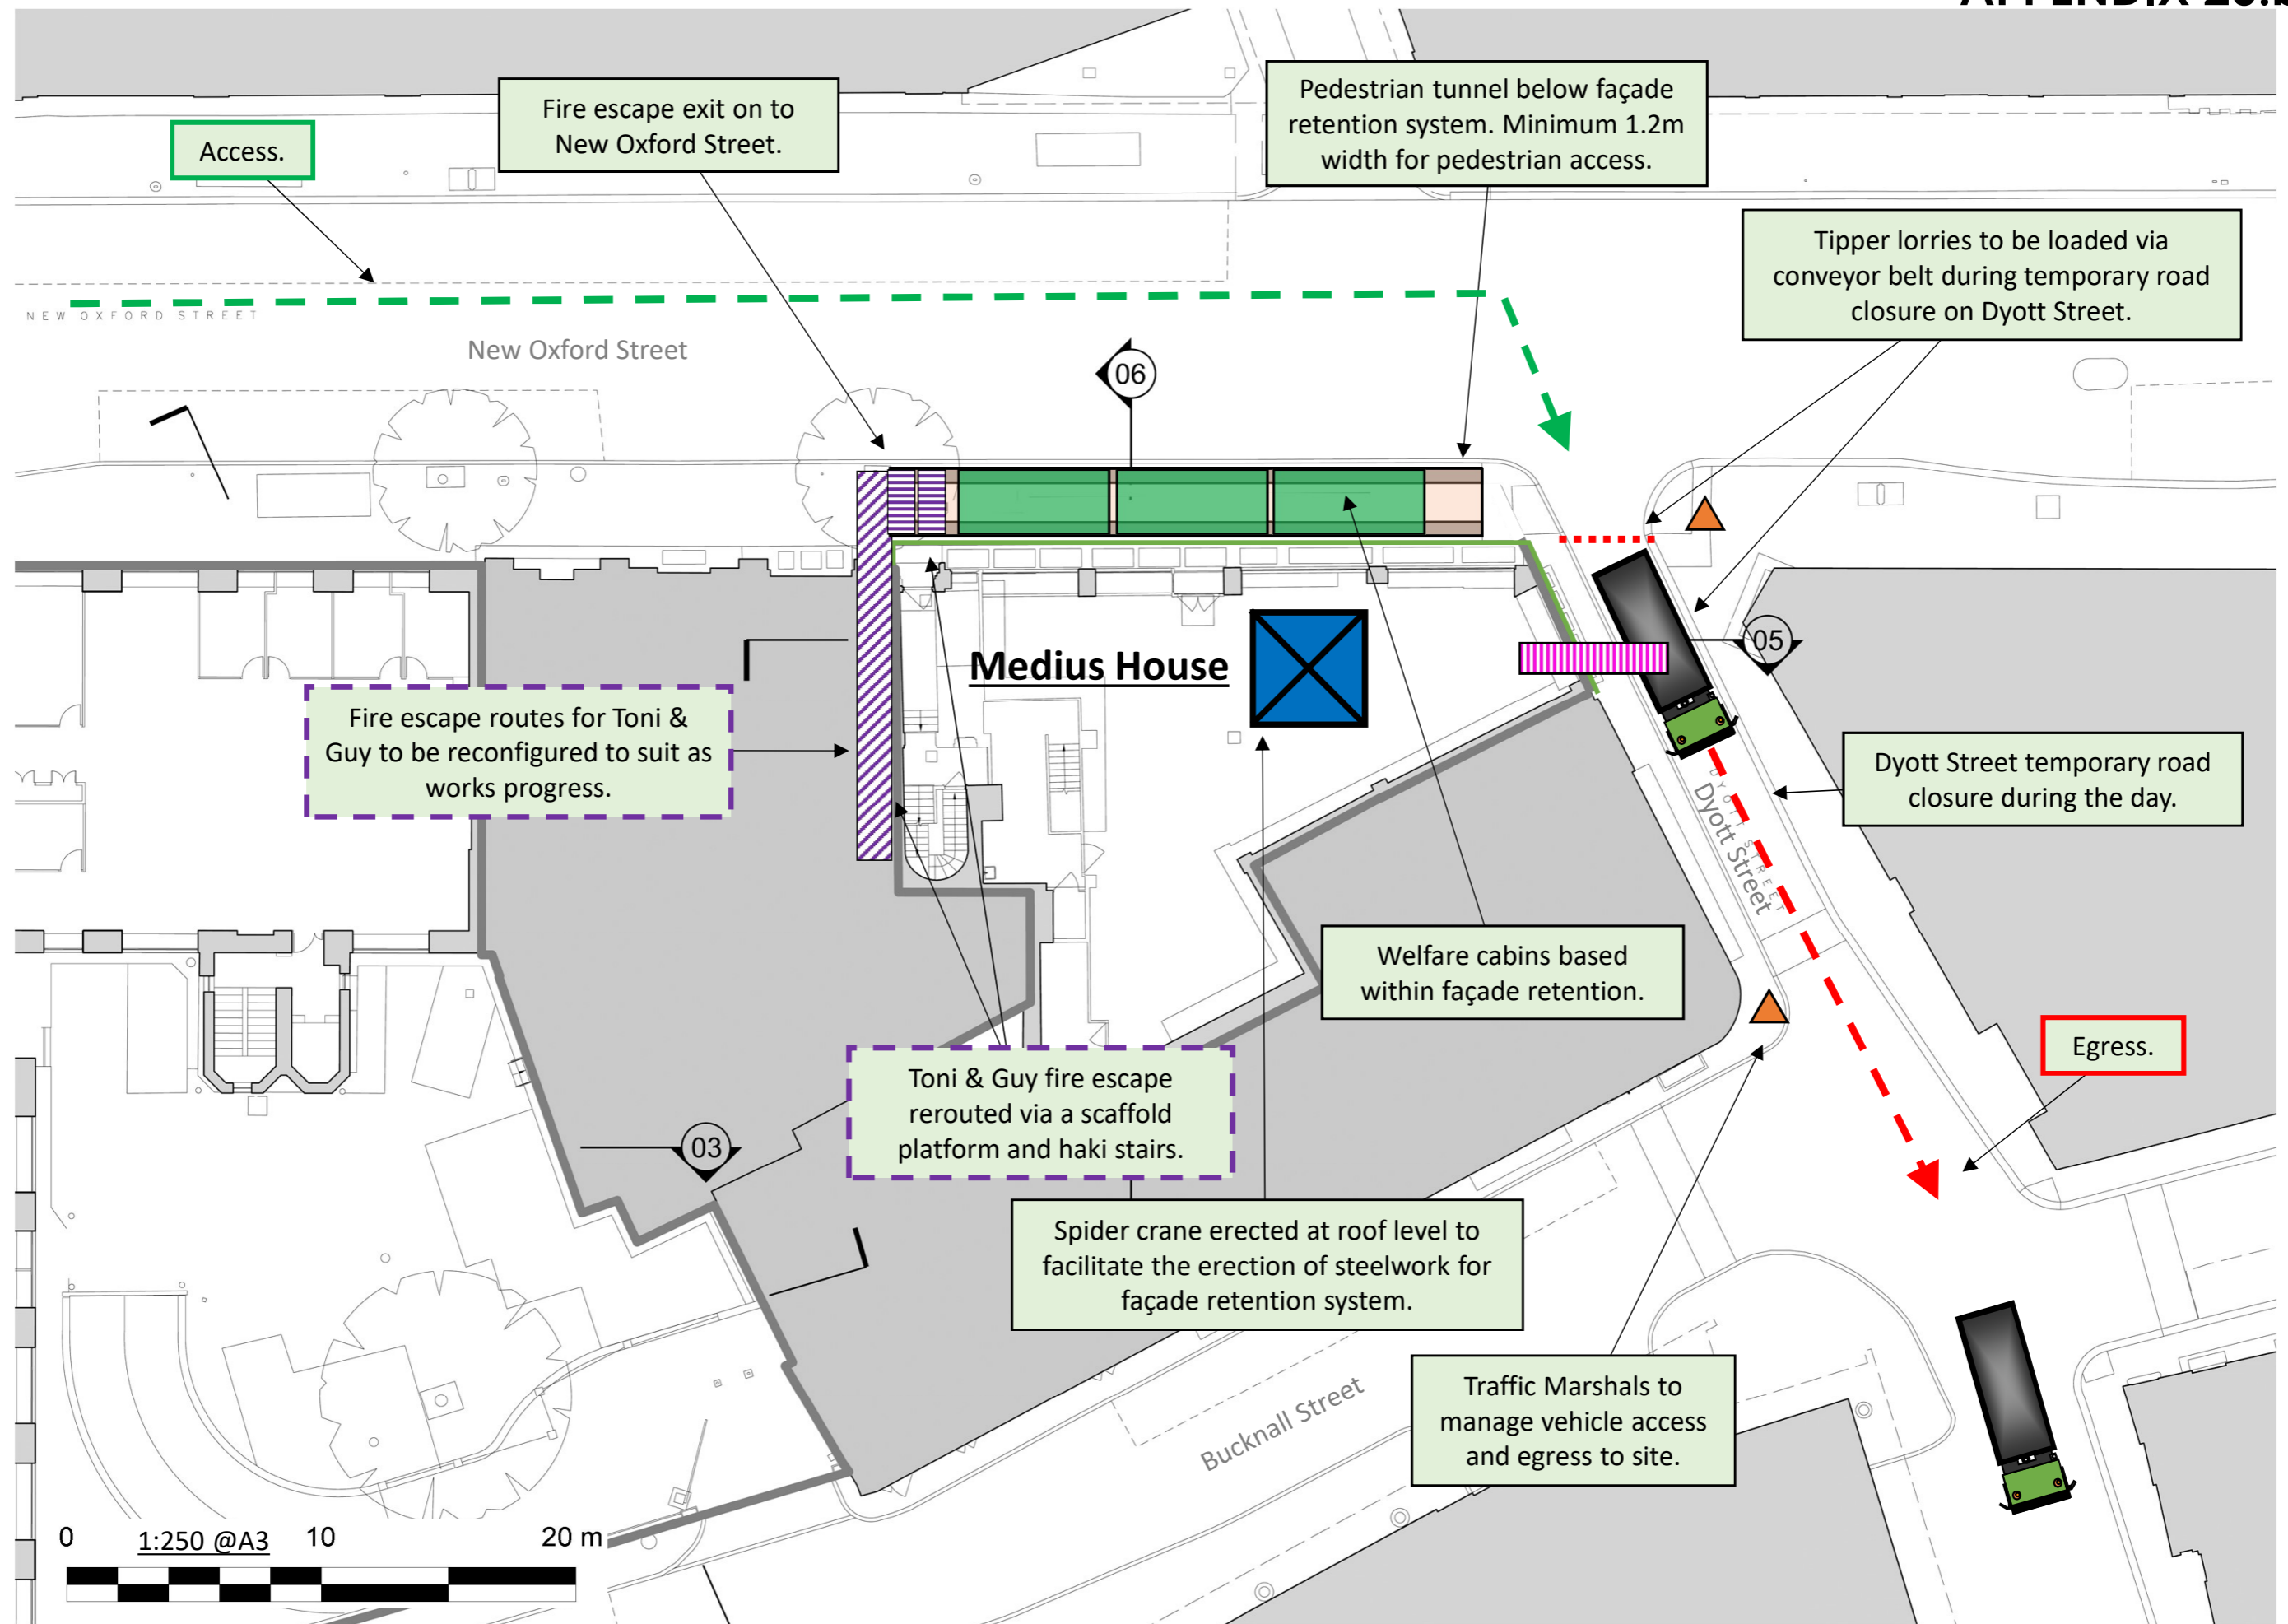 Fire escape exit on to
New Oxford Street.
Pedestrian tunnel below façade
retention system. Minimum 1.2m
width for pedestrian access.
Access.
Tipper lorries to be loaded via
conveyor belt during temporary road
closure on Dyott Street.
NEW OXFORD STREET
New Oxford Street
06
Medius House
05
Fire escape routes for Toni &
Guy to be reconfigured to suit as
works progress.
Dyott Street temporary road
closure during the day.
DYOTT STREET
Dyott Street
Welfare cabins based
within façade retention.
Egress.
Toni & Guy fire escape
rerouted via a scaffold
platform and haki stairs.
03
Spider crane erected at roof level to
facilitate the erection of steelwork for
façade retention system.
Traffic Marshals to
manage vehicle access
and egress to site.
Bucknall Street
0 1:250 @A3 10 20 m